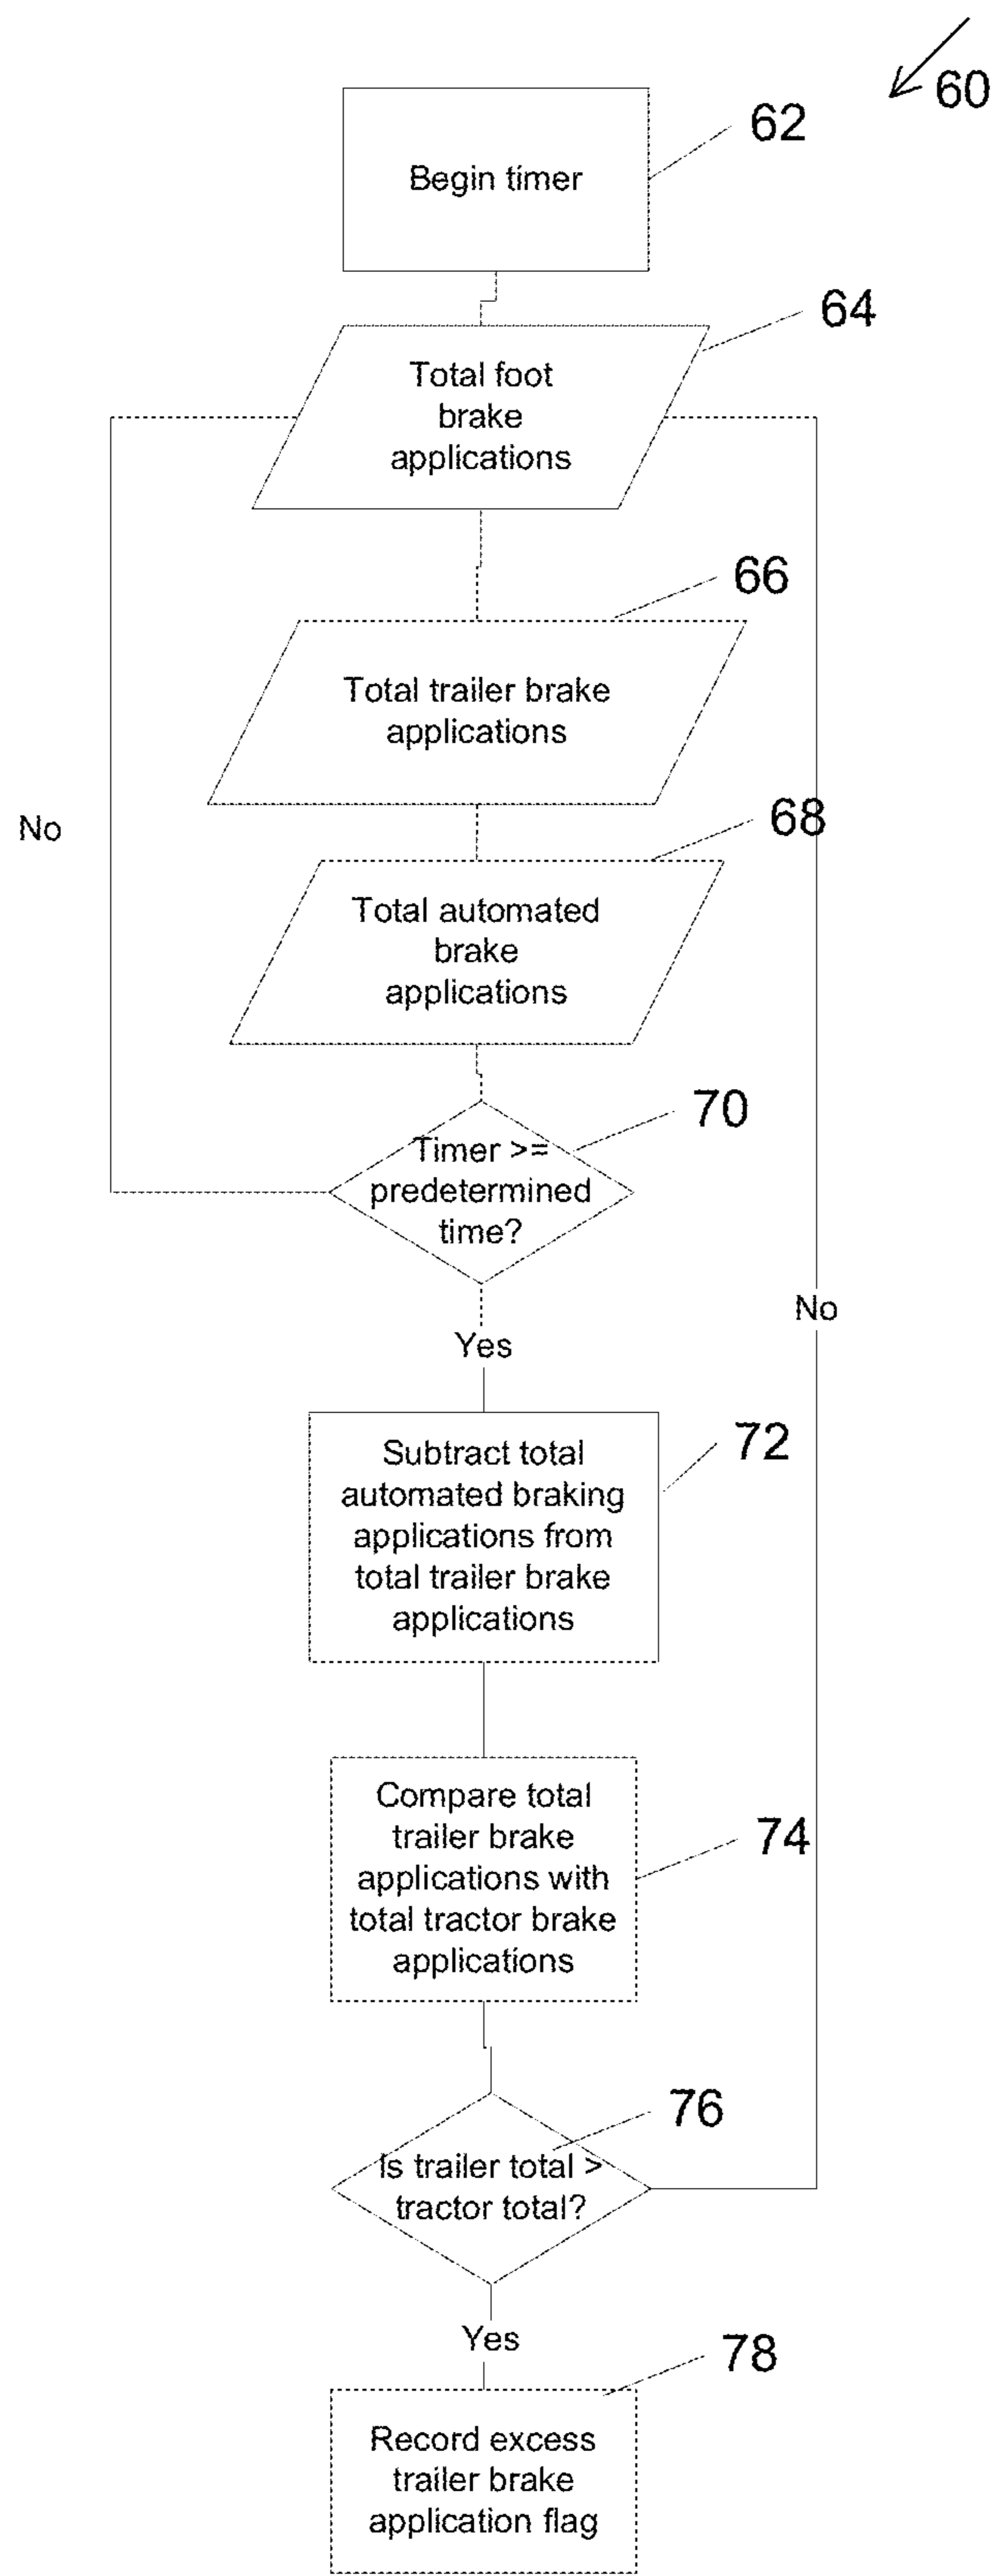 60
62
Begin timer
64
Total foot
brake
applications
66
Total trailer brake
applications
No
68
Total automated
brake
applications
70
Timer >=
predetermined
time?
No
Yes
72
Subtract total
automated braking
applications from
total trailer brake
applications
74
Compare total
trailer brake
applications with
total tractor brake
applications
76
Is trailer total >
tractor total?
Yes
78
Record excess
trailer brake
application flag